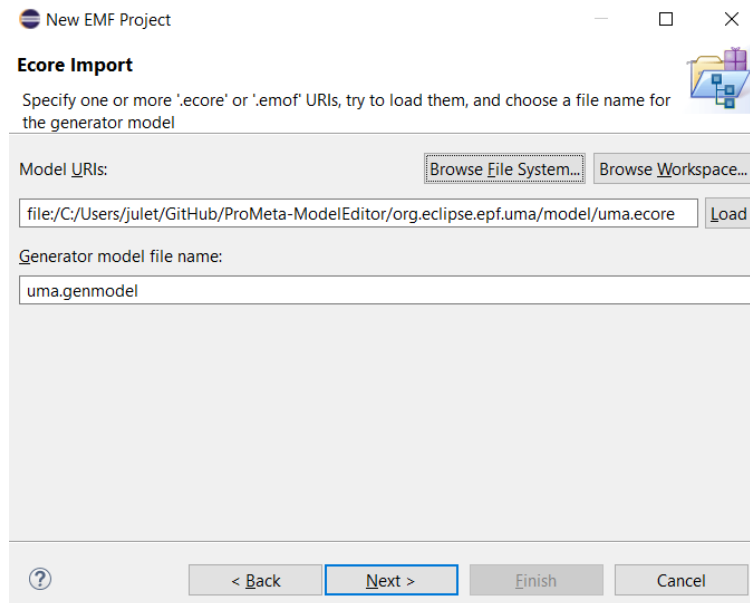 New EMF Project
Ecore Import
Specify one or more '.ecore' or '.emof' URIs, try to load them, and choose a file name for
the generator model
Model URIs:
Browse File System...
Browse Workspace...
file:/C:/Users/julet/GitHub/ProMeta-ModelEditor/org.eclipse.epf.uma/model/uma.ecore
Load
Generator model file name:
uma.genmodel
?
< Back
Next >
Finish
Cancel